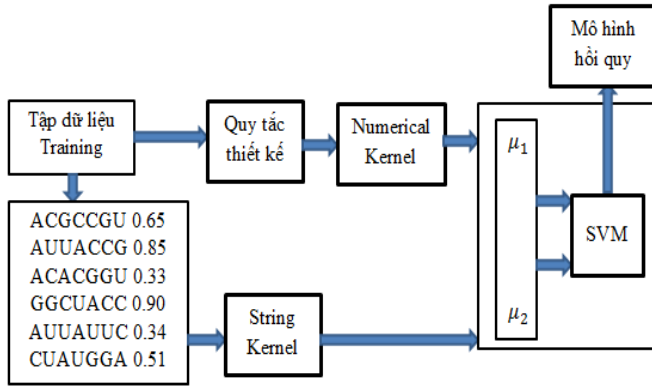 Mô hình
hồi quy
Tập dữ liệu
Training
Quy tắc
thiết kế
Numerical
Kernel
μ₁
SVM
μ₂
ACGCCGU 0.65
AUUACCG 0.85
ACACGGU 0.33
GGCUACC 0.90
AUUAUUC 0.34
CUAUGGA 0.51
String
Kernel